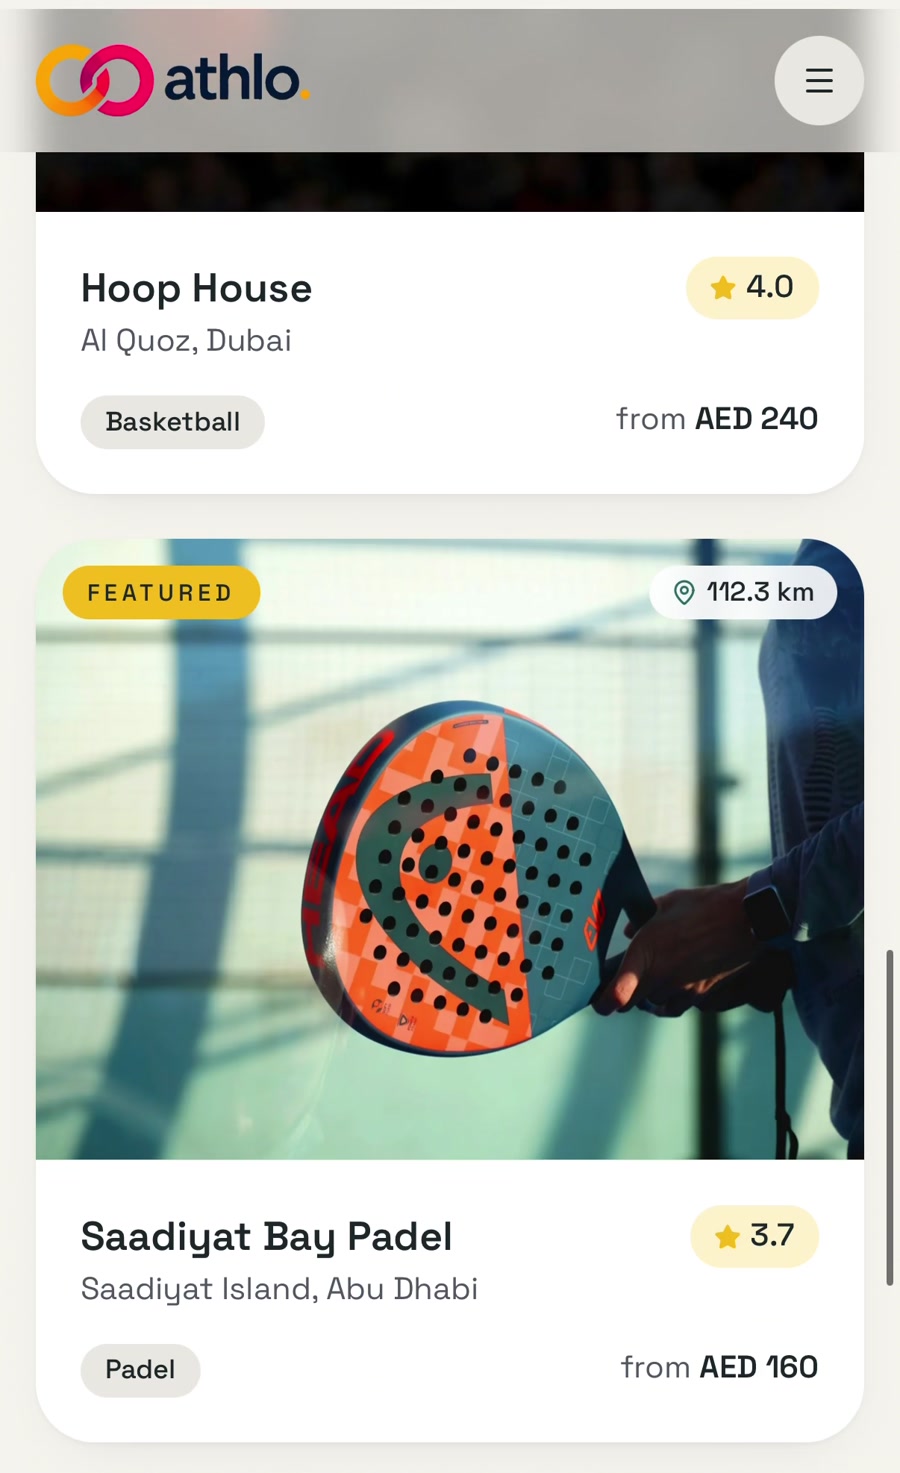 athlo.
Hoop House
4.0
Al Quoz, Dubai
Basketball
from AED 240
FEATURED
112.3 km
HEAD
Saadiyat Bay Padel
3.7
Saadiyat Island, Abu Dhabi
Padel
from AED 160